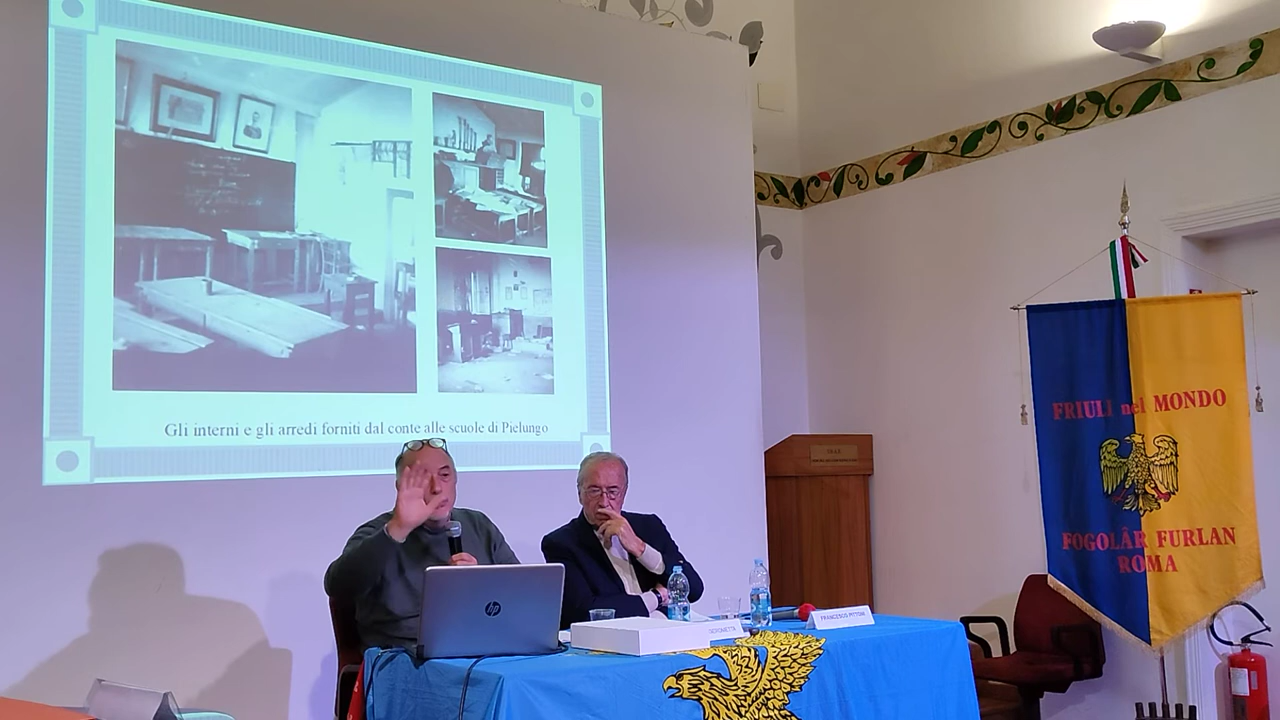 Gli interni e gli arredi forniti dal conte alle scuole di Pielungo
FRIULI nel MONDO
FOGOLÂR FURLAN
ROMA
hp
FRANCESCO PITTONI